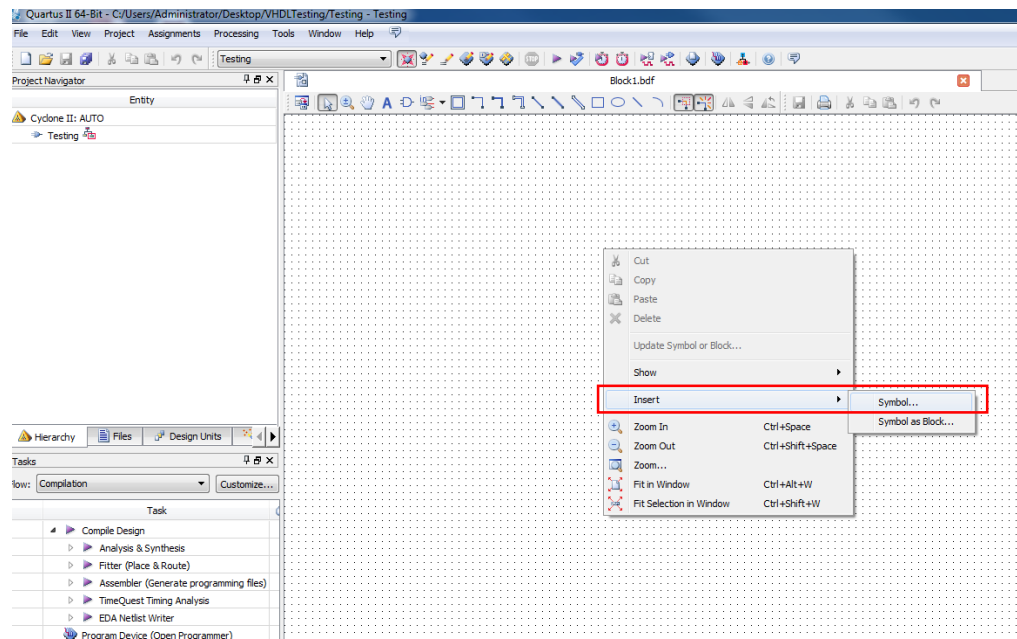 Quartus II 64-Bit - C:/Users/Administrator/Desktop/VHDLTesting/Testing - Testing
File Edit View Project Assignments Processing Tools Window Help
Testing
Project Navigator
Block1.bdf
Entity
Cyclone II: AUTO
Testing
Cut
Copy
Paste
Delete
Update Symbol or Block...
Show
Insert
Symbol...
Symbol as Block...
Zoom In Ctrl+Space
Zoom Out Ctrl+Shift+Space
Zoom...
Fit in Window Ctrl+Alt+W
Fit Selection in Window Ctrl+Shift+W
Hierarchy Files Design Units
Tasks
low: Compilation Customize...
Task
Compile Design
Analysis & Synthesis
Fitter (Place & Route)
Assembler (Generate programming files)
TimeQuest Timing Analysis
EDA Netlist Writer
Program Device (Open Programmer)